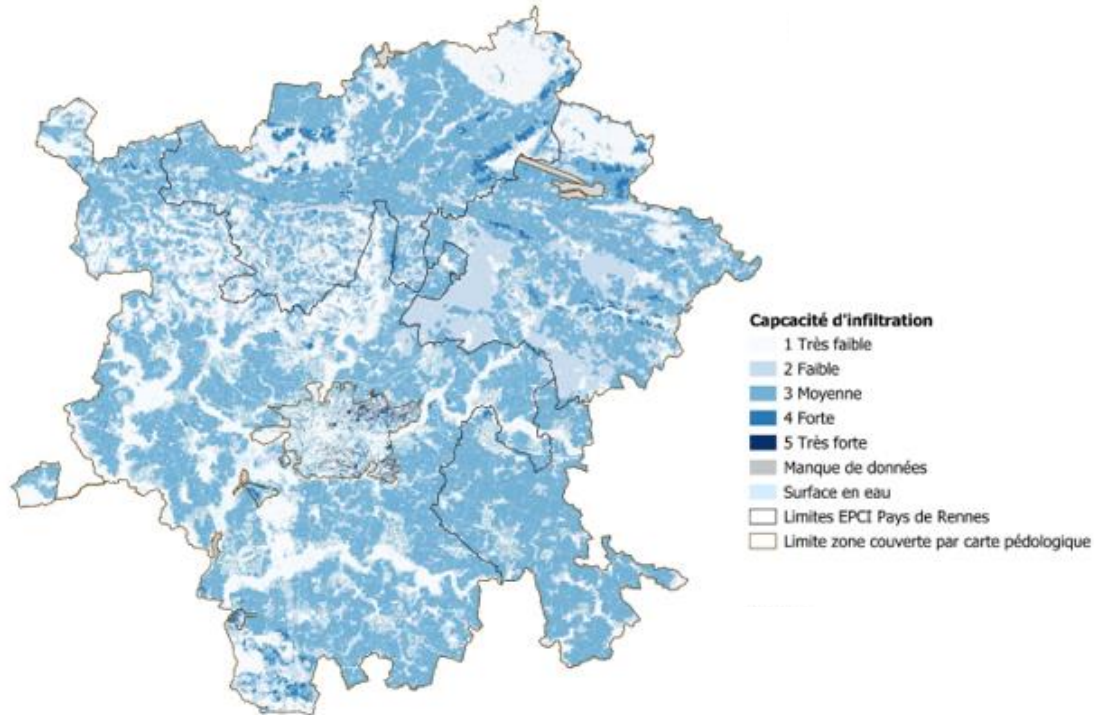 Capcacité d'infiltration
1 Très faible
2 Faible
3 Moyenne
4 Forte
5 Très forte
Manque de données
Surface en eau
Limites EPCI Pays de Rennes
Limite zone couverte par carte pédologique